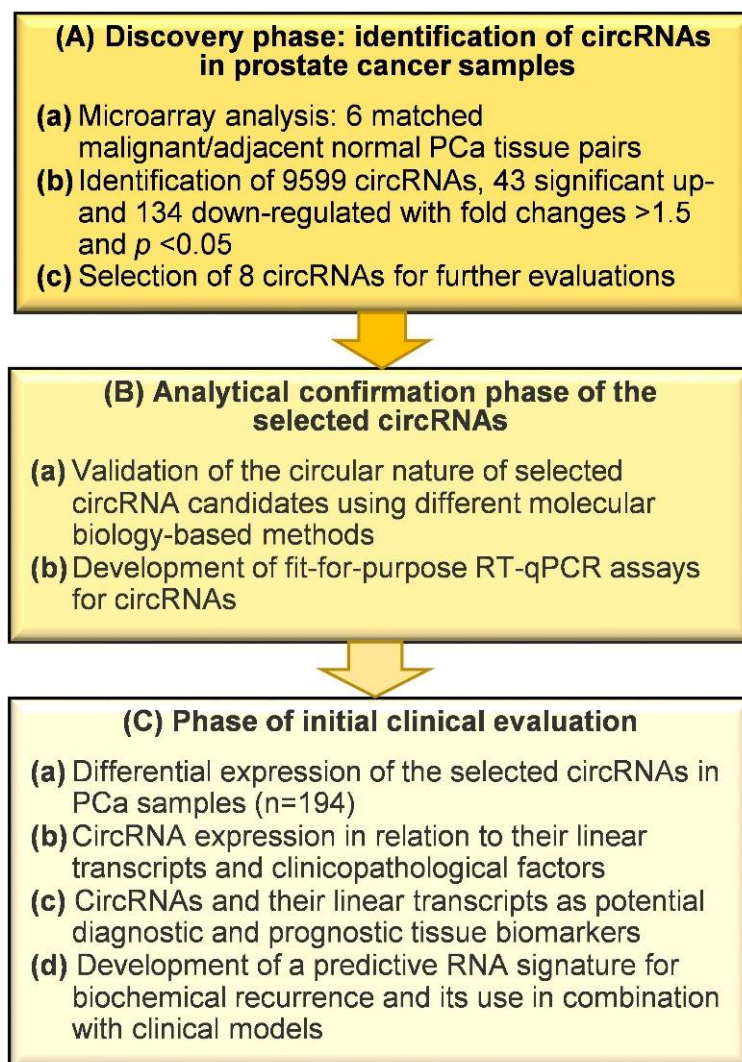 (A) Discovery phase: identification of circRNAs
in prostate cancer samples
(a) Microarray analysis: 6 matched
malignant/adjacent normal PCa tissue pairs
(b) Identification of 9599 circRNAs, 43 significant up-
and 134 down-regulated with fold changes >1.5
and p <0.05
(c) Selection of 8 circRNAs for further evaluations
(B) Analytical confirmation phase of the
selected circRNAs
(a) Validation of the circular nature of selected
circRNA candidates using different molecular
biology-based methods
(b) Development of fit-for-purpose RT-qPCR assays
for circRNAs
(C) Phase of initial clinical evaluation
(a) Differential expression of the selected circRNAs in
PCa samples (n=194)
(b) CircRNA expression in relation to their linear
transcripts and clinicopathological factors
(c) CircRNAs and their linear transcripts as potential
diagnostic and prognostic tissue biomarkers
(d) Development of a predictive RNA signature for
biochemical recurrence and its use in combination
with clinical models